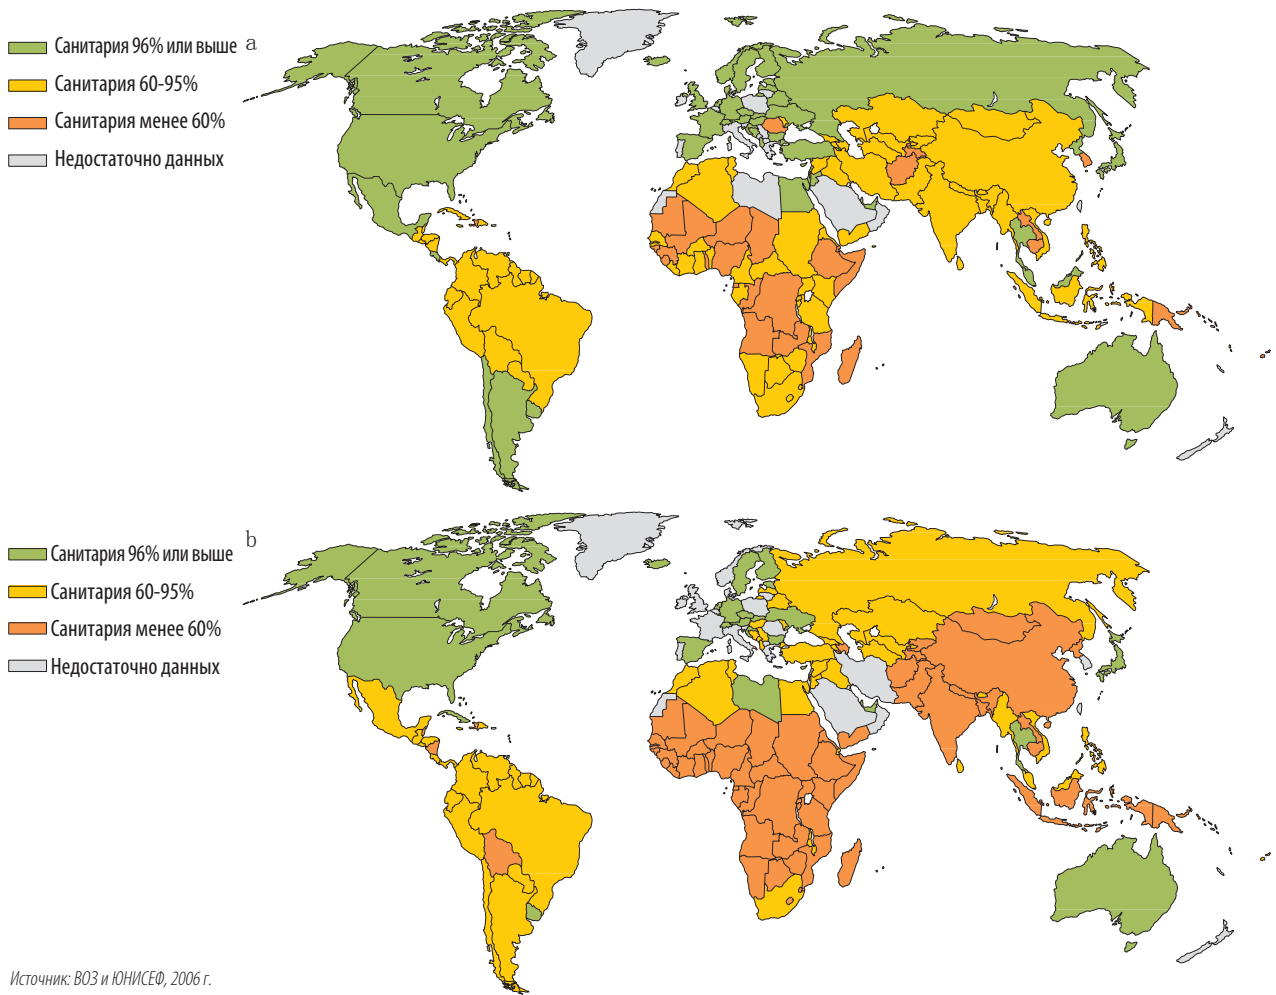 a
Санитария 96% или выше
Санитария 60-95%
Санитария менее 60%
Недостаточно данных
b
Санитария 96% или выше
Санитария 60-95%
Санитария менее 60%
Недостаточно данных
Источник: ВОЗ и ЮНИСЕФ, 2006 г.